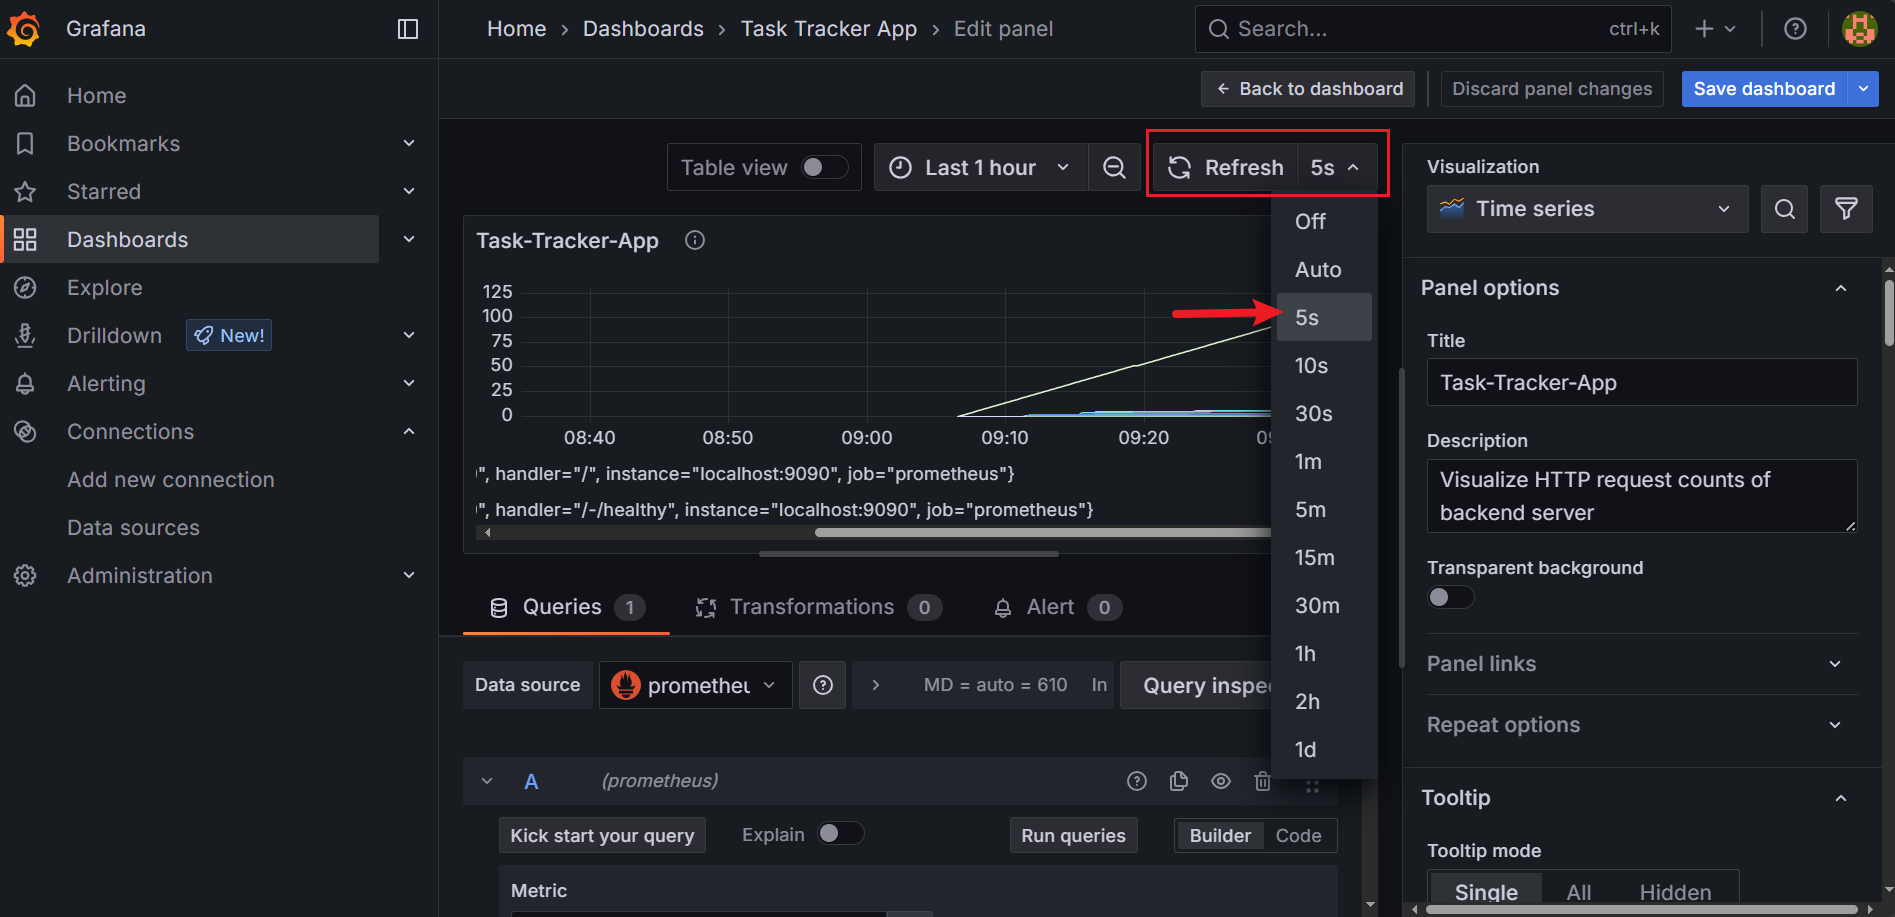 Grafana
Home › Dashboards › Task Tracker App › Edit panel
Search...
ctrl+k
Back to dashboard
Discard panel changes
Save dashboard
Home
Bookmarks
Starred
Dashboards
Explore
Drilldown
New!
Alerting
Connections
Add new connection
Data sources
Administration
Table view
Last 1 hour
Refresh
5s
Off
Auto
5s
10s
30s
1m
5m
15m
30m
1h
2h
1d
Task-Tracker-App
125
100
75
50
25
0
08:40
08:50
09:00
09:10
09:20
", handler="/", instance="localhost:9090", job="prometheus"}
", handler="/-/healthy", instance="localhost:9090", job="prometheus"}
Queries 1
Transformations 0
Alert 0
Data source
prometheu
MD = auto = 610
In
Query inspe
A
(prometheus)
Kick start your query
Explain
Run queries
Builder
Code
Metric
Visualization
Time series
Panel options
Title
Task-Tracker-App
Description
Visualize HTTP request counts of
backend server
Transparent background
Panel links
Repeat options
Tooltip
Tooltip mode
Single
All
Hidden